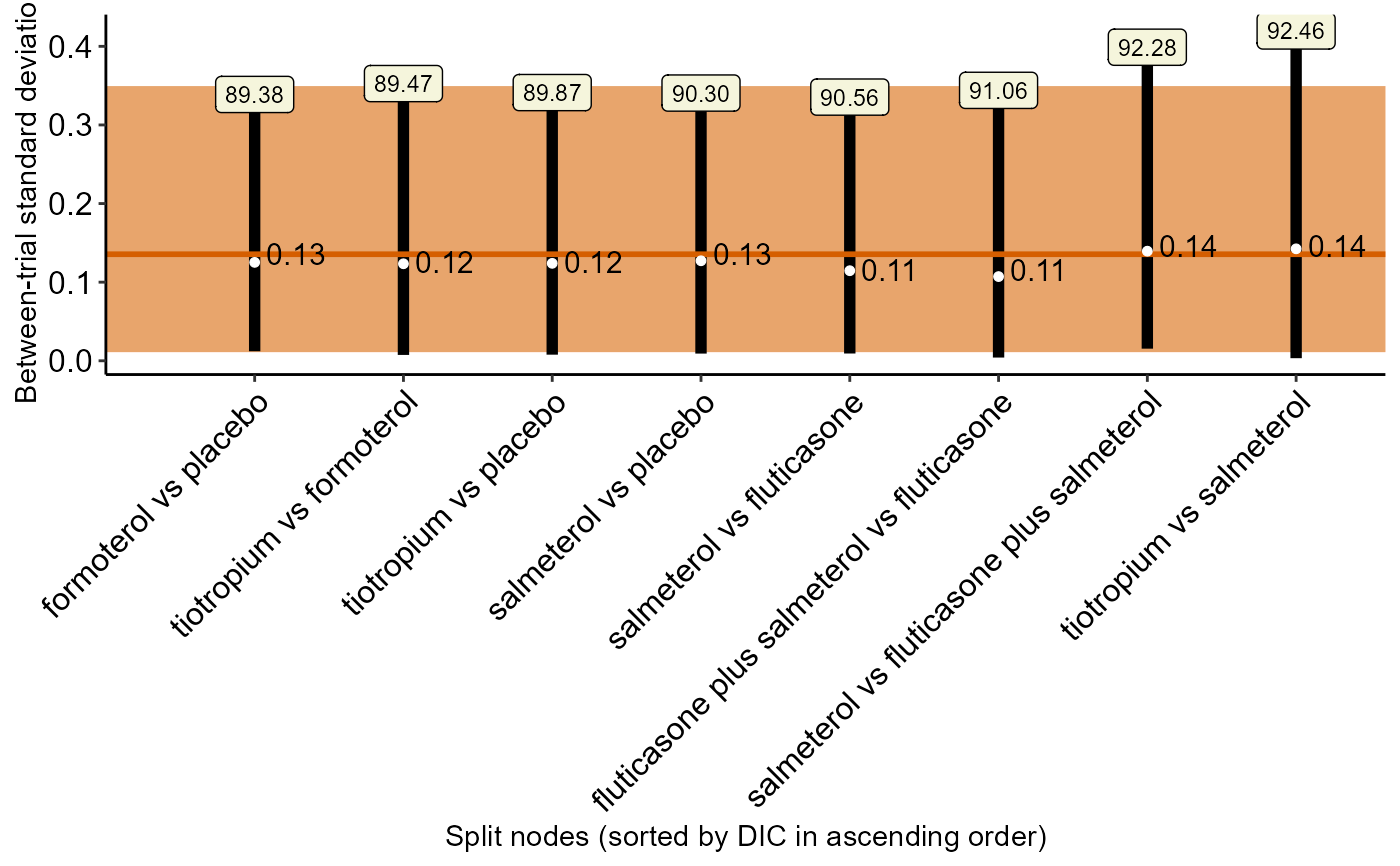 Between-trial standard deviatio
0.4
0.3
0.2
0.1
0.0
89.38
89.47
89.87
90.30
90.56
91.06
92.28
92.46
0.13
0.12
0.12
0.13
0.11
0.11
0.14
0.14
formoterol vs placebo
tiotropium vs formoterol
tiotropium vs placebo
salmeterol vs placebo
salmeterol vs fluticasone
fluticasone plus salmeterol vs fluticasone
salmeterol vs fluticasone plus salmeterol
tiotropium vs salmeterol
Split nodes (sorted by DIC in ascending order)